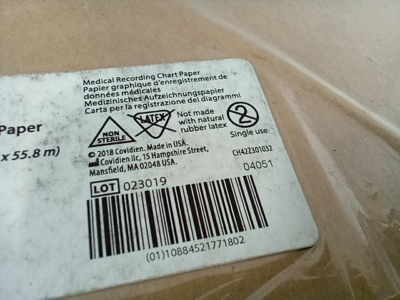 Medical Recording Chart Paper
Papier graphique d'enregistrement de
données médicales
Medizinisches Aufzeichnungspapier
Carta per la registrazione dei diagrammi
Paper
x 55.8 m)
NON
STERILE
LATEX
Not made
with natural
rubber latex
2
Single use
© 2018 Covidien. Made in USA.
Covidien llc, 15 Hampshire Street,
Mansfield, MA 02048 USA.
CH42Z301032
04051
LOT 023019
(01)10884521771802